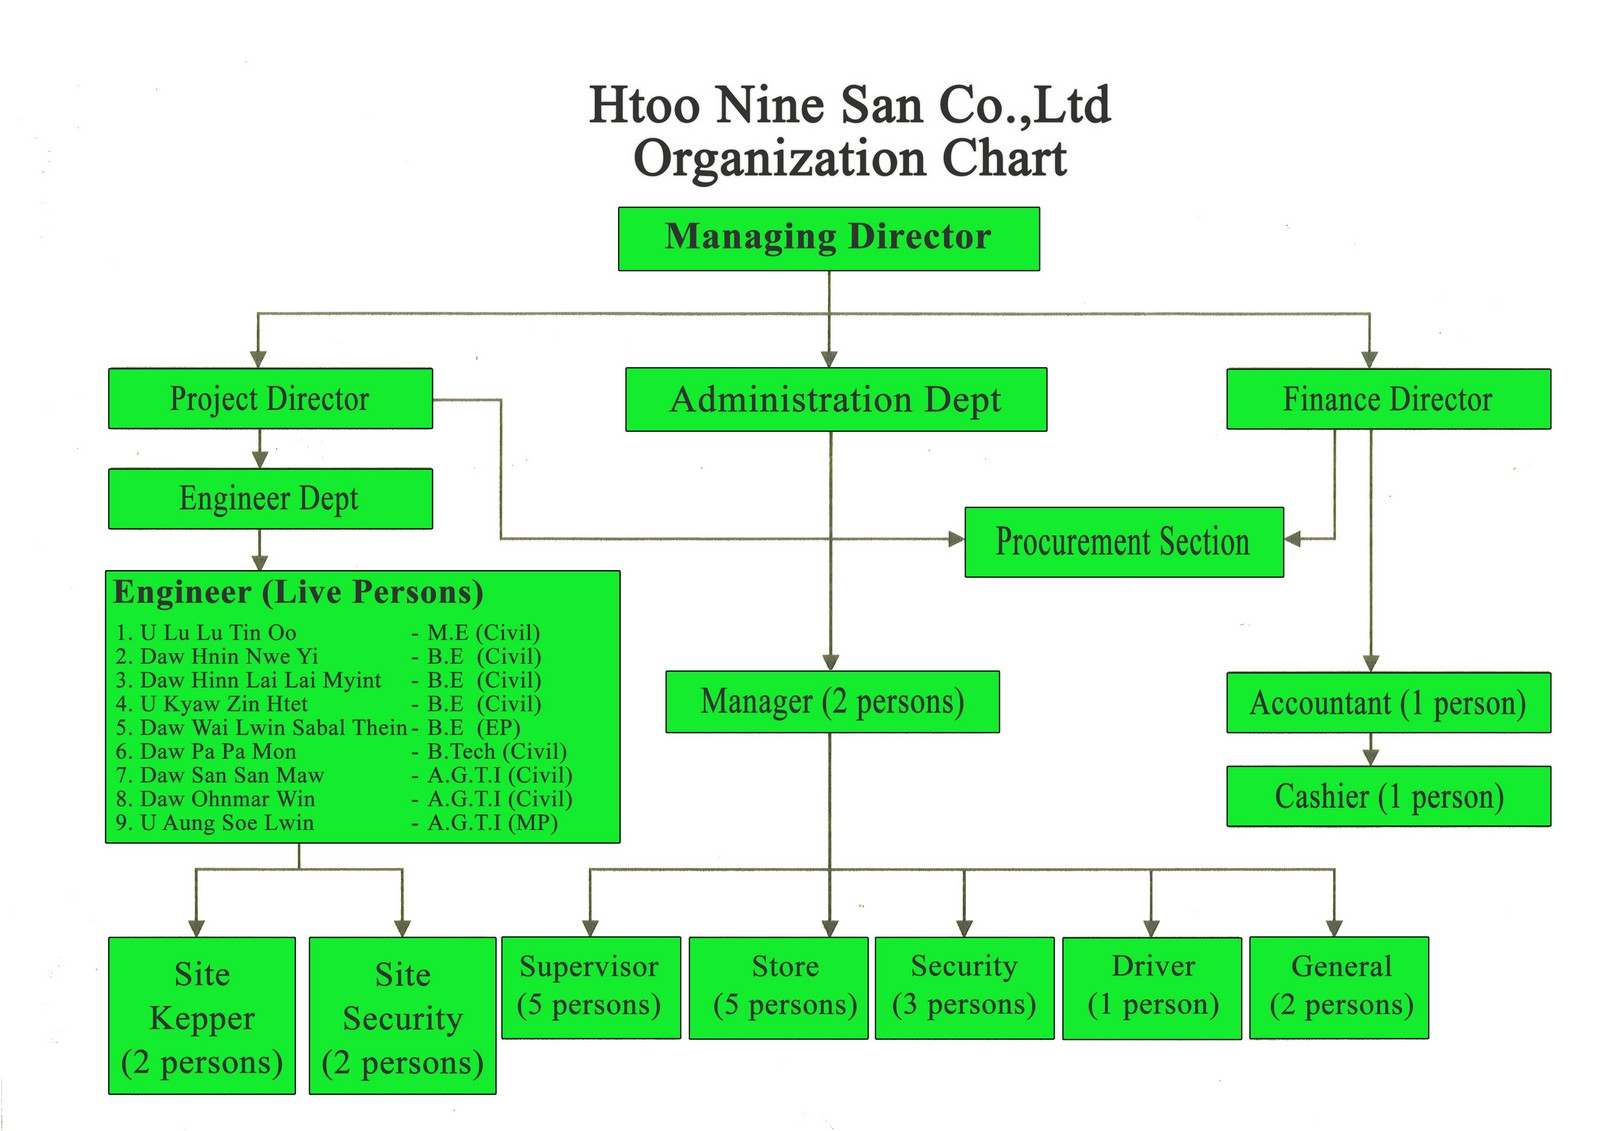 Htoo Nine San Co.,Ltd
Organization Chart
Managing Director
Project Director
Administration Dept
Finance Director
Engineer Dept
Procurement Section
Engineer (Live Persons)
1. U Lu Lu Tin Oo - M.E (Civil)
2. Daw Hnin Nwe Yi - B.E (Civil)
3. Daw Hinn Lai Lai Myint - B.E (Civil)
4. U Kyaw Zin Htet - B.E (Civil)
5. Daw Wai Lwin Sabal Thein - B.E (EP)
6. Daw Pa Pa Mon - B.Tech (Civil)
7. Daw San San Maw - A.G.T.I (Civil)
8. Daw Ohnmar Win - A.G.T.I (Civil)
9. U Aung Soe Lwin - A.G.T.I (MP)
Manager (2 persons)
Accountant (1 person)
Cashier (1 person)
Site
Kepper
(2 persons)
Site
Security
(2 persons)
Supervisor
(5 persons)
Store
(5 persons)
Security
(3 persons)
Driver
(1 person)
General
(2 persons)